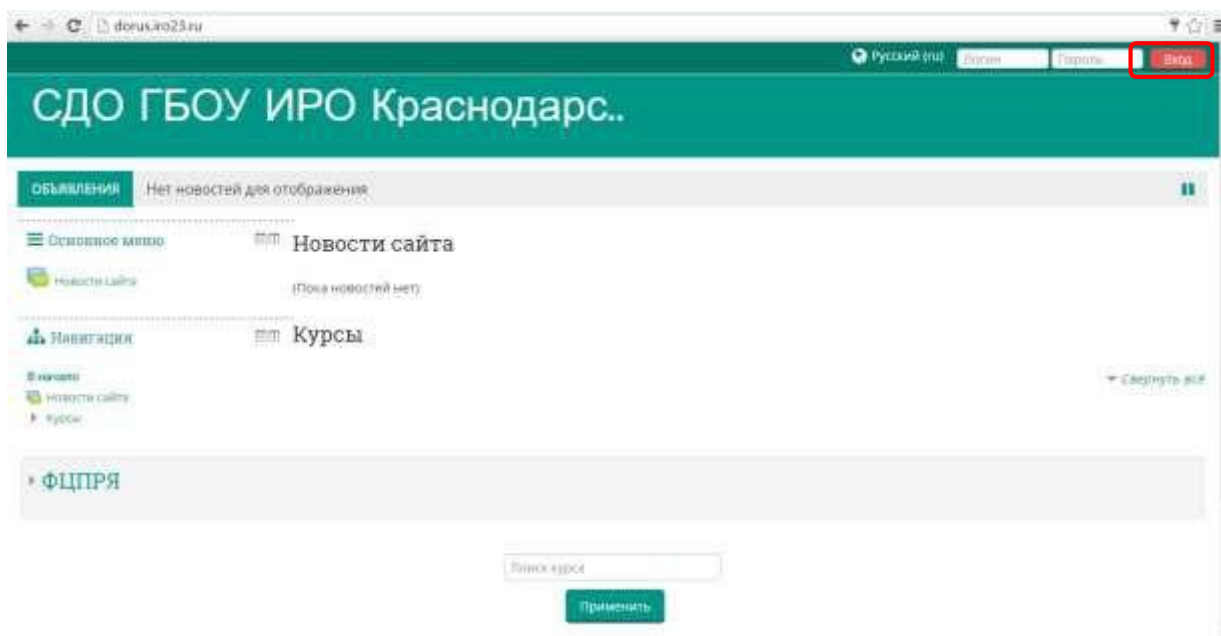 dorus.iro23.ru
Русский (ru) Логин Пароль Вход
СДО ГБОУ ИРО Краснодарс..
ОБЪЯВЛЕНИЯ Нет новостей для отображения
Основное меню
Новости сайта
Новости сайта
(Пока новостей нет)
Навигация
Курсы
В начало
Новости сайта
Курсы
Свернуть всё
ФЦПРЯ
Поиск курса
Применить